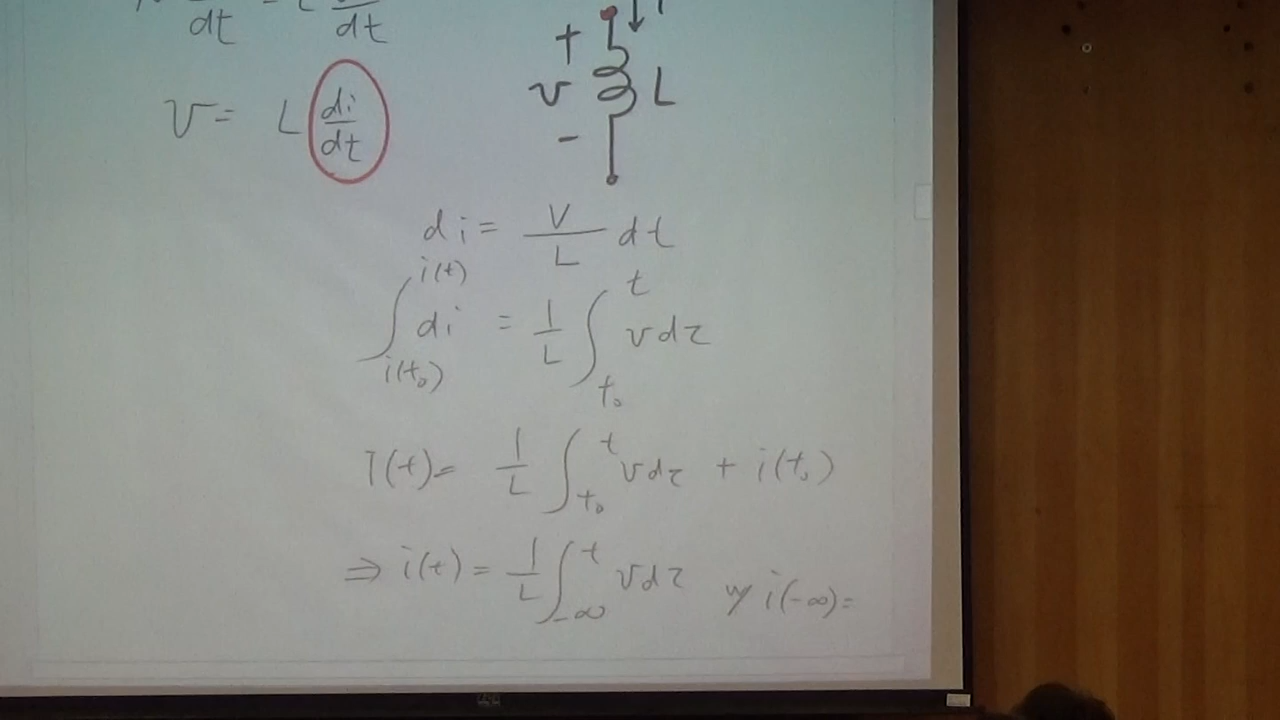 dt = L dt
+
v = L di/dt
v L
-
di = V/L dt
∫_{i(t₀)}^{i(t)} di = 1/L ∫_{t₀}^{t} v dτ
i(t) = 1/L ∫_{t₀}^{t} v dτ + i(t₀)
⇒ i(t) = 1/L ∫_{-∞}^{t} v dτ w/ i(-∞) =